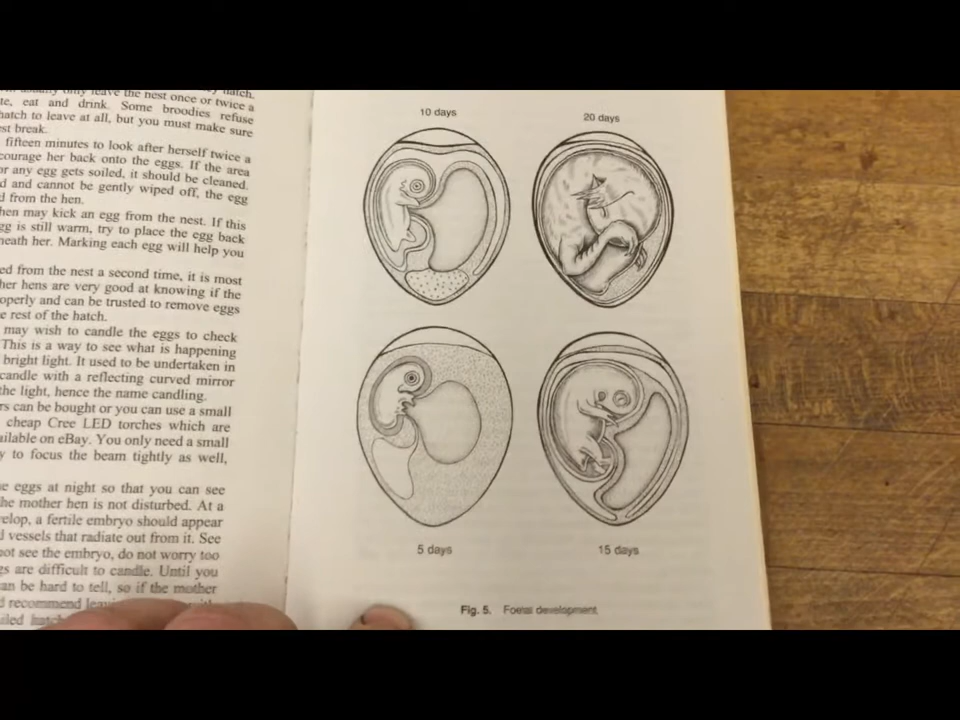 usually only leave the nest once or twice a
te, eat and drink. Some broodies refuse
hatch to leave at all, but you must make sure
est break.
fifteen minutes to look after herself twice a
courage her back onto the eggs. If the area
or any egg gets soiled, it should be cleaned.
d and cannot be gently wiped off, the egg
d from the hen.
hen may kick an egg from the nest. If this
gg is still warm, try to place the egg back
neath her. Marking each egg will help you
ed from the nest a second time, it is most
her hens are very good at knowing if the
operly and can be trusted to remove eggs
e rest of the hatch.
may wish to candle the eggs to check
This is a way to see what is happening
bright light. It used to be undertaken in
candle with a reflecting curved mirror
the light, hence the name candling.
rs can be bought or you can use a small
cheap Cree LED torches which are
ailable on eBay. You only need a small
y to focus the beam tightly as well,
e eggs at night so that you can see
he mother hen is not disturbed. At a
velop, a fertile embryo should appear
d vessels that radiate out from it. See
not see the embryo, do not worry too
gs are difficult to candle. Until you
an be hard to tell, so if the mother
d recommend
10 days
20 days
5 days
15 days
Fig. 5. Foetal development